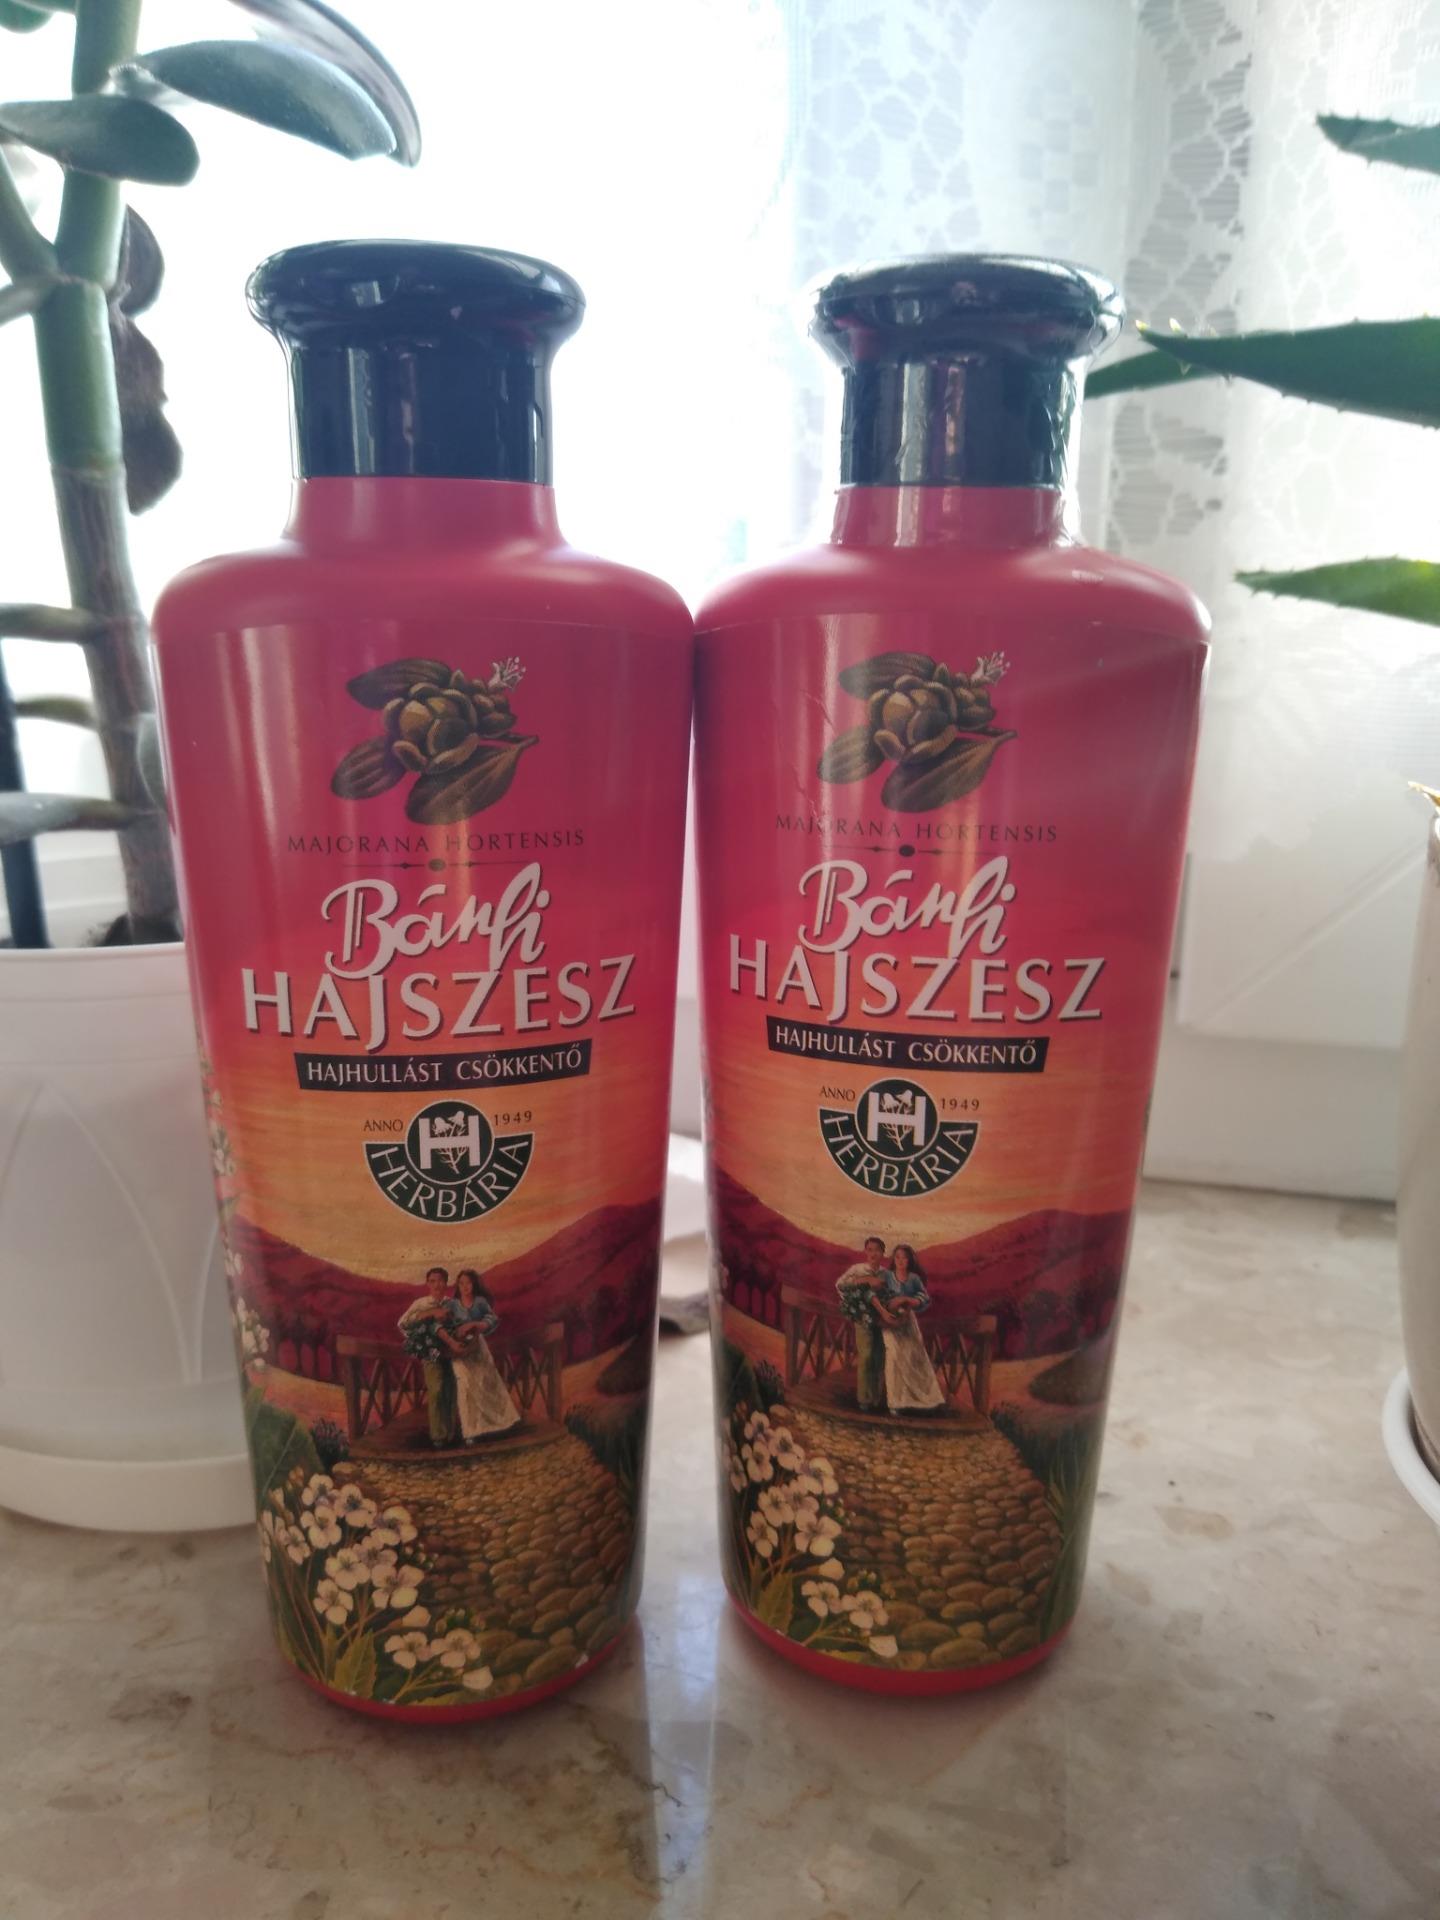 MAJORANA HORTENSIS
Bánfi
HAJSZESZ
HAJHULLÁST CSÖKKENTŐ
ANNO 1949
H
HERBÁRIA
MAJORANA HORTENSIS
Bánfi
HAJSZESZ
HAJHULLÁST CSÖKKENTŐ
ANNO 1949
H
HERBÁRIA